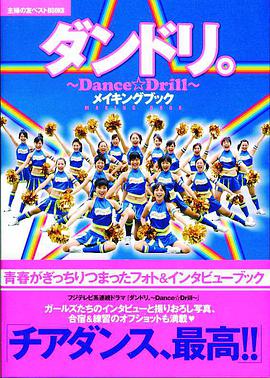 主婦の友ベストBOOKS
ダンドリ。
～Dance☆Drill～
メイキングブック
MAKING BOOK
青春がぎっちりつまったフォト&インタビューブック
フジテレビ系連続ドラマ「ダンドリ。~Dance☆Drill~」
ガールズたちのインタビューと撮りおろし写真、
合宿&練習のオフショットも満載♥
「チアダンス、最高!!」